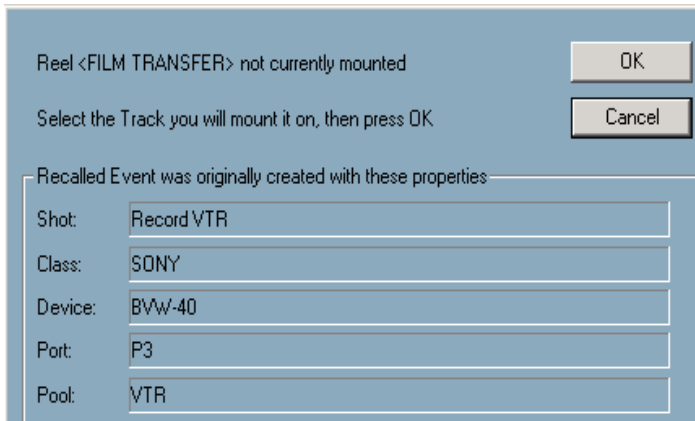 Reel <FILM TRANSFER> not currently mounted
OK
Select the Track you will mount it on, then press OK
Cancel
Recalled Event was originally created with these properties
Shot: Record VTR
Class: SONY
Device: BVW-40
Port: P3
Pool: VTR